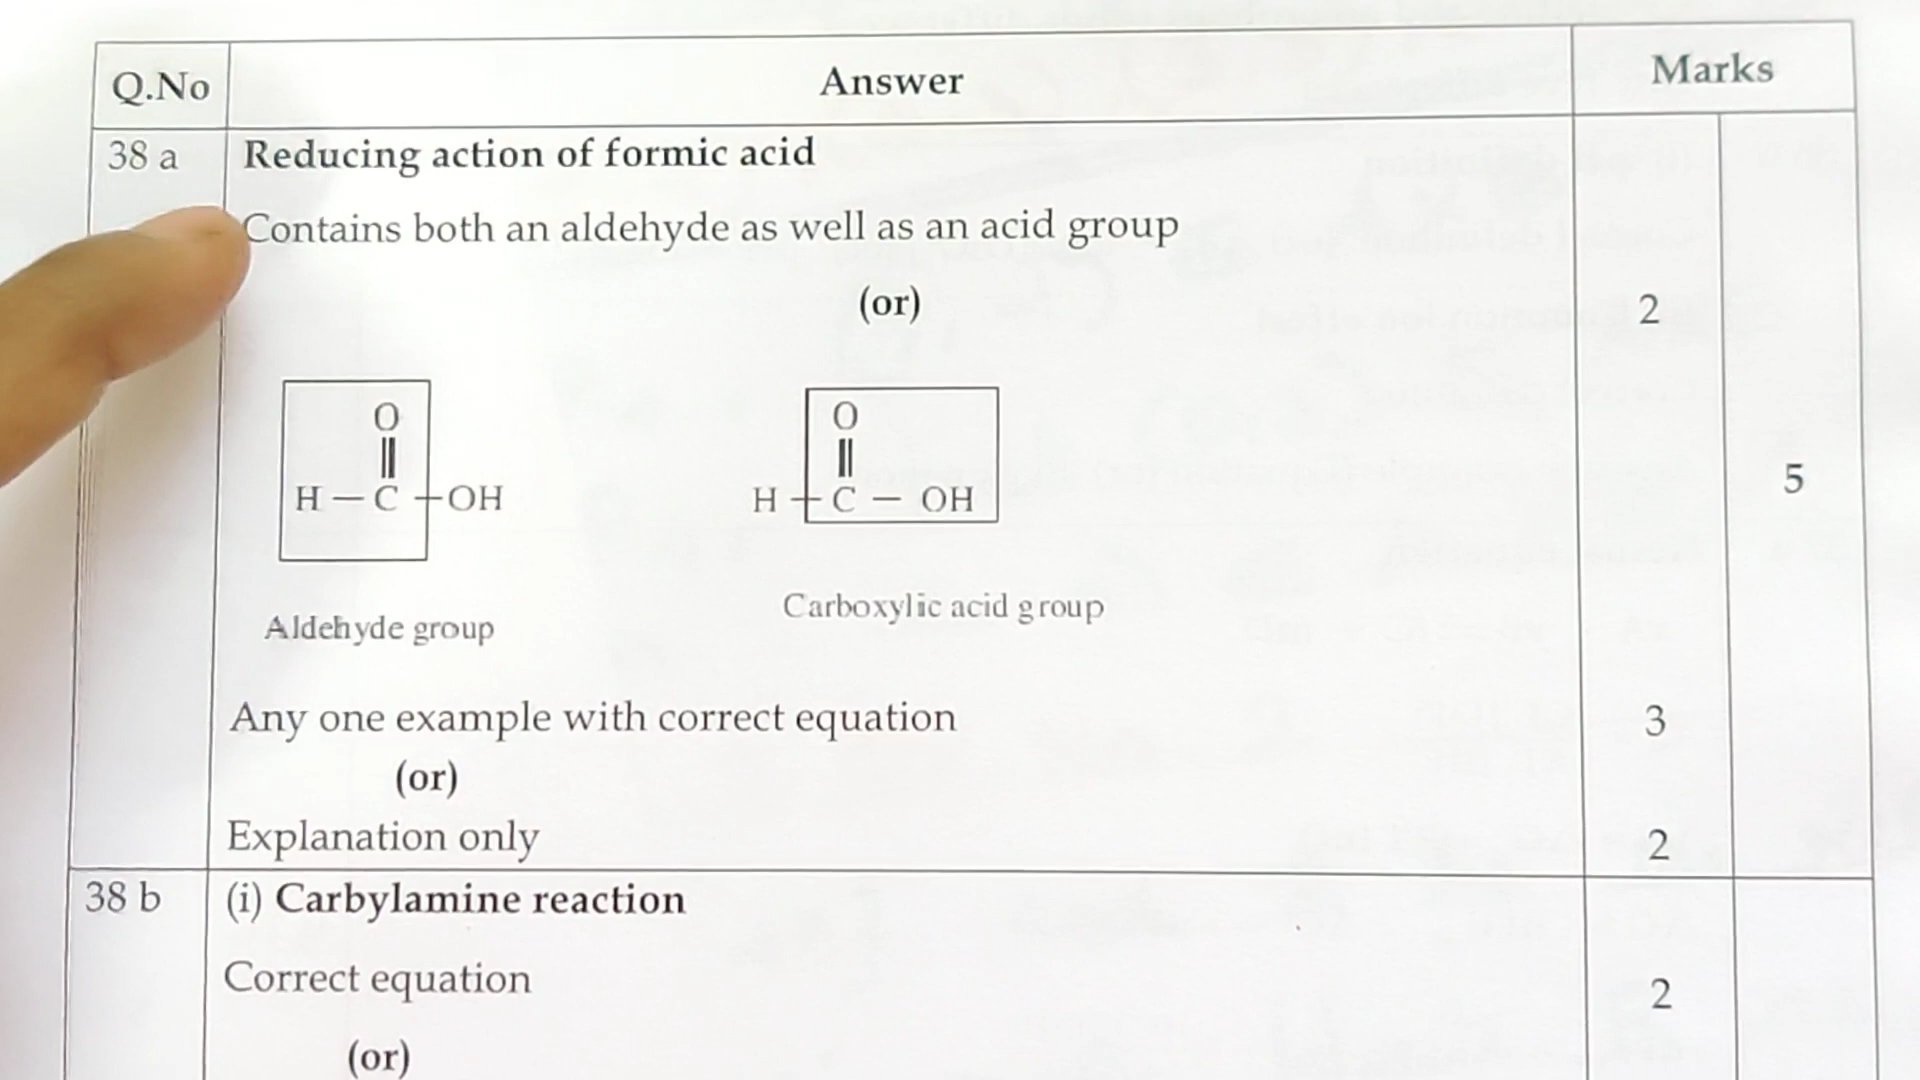 Q.No Answer Marks
38 a Reducing action of formic acid
Contains both an aldehyde as well as an acid group
(or) 2
O O
H — C — OH H — C — OH 5
Aldehyde group Carboxylic acid group
Any one example with correct equation 3
(or)
Explanation only 2
38 b (i) Carbylamine reaction
Correct equation 2
(or)